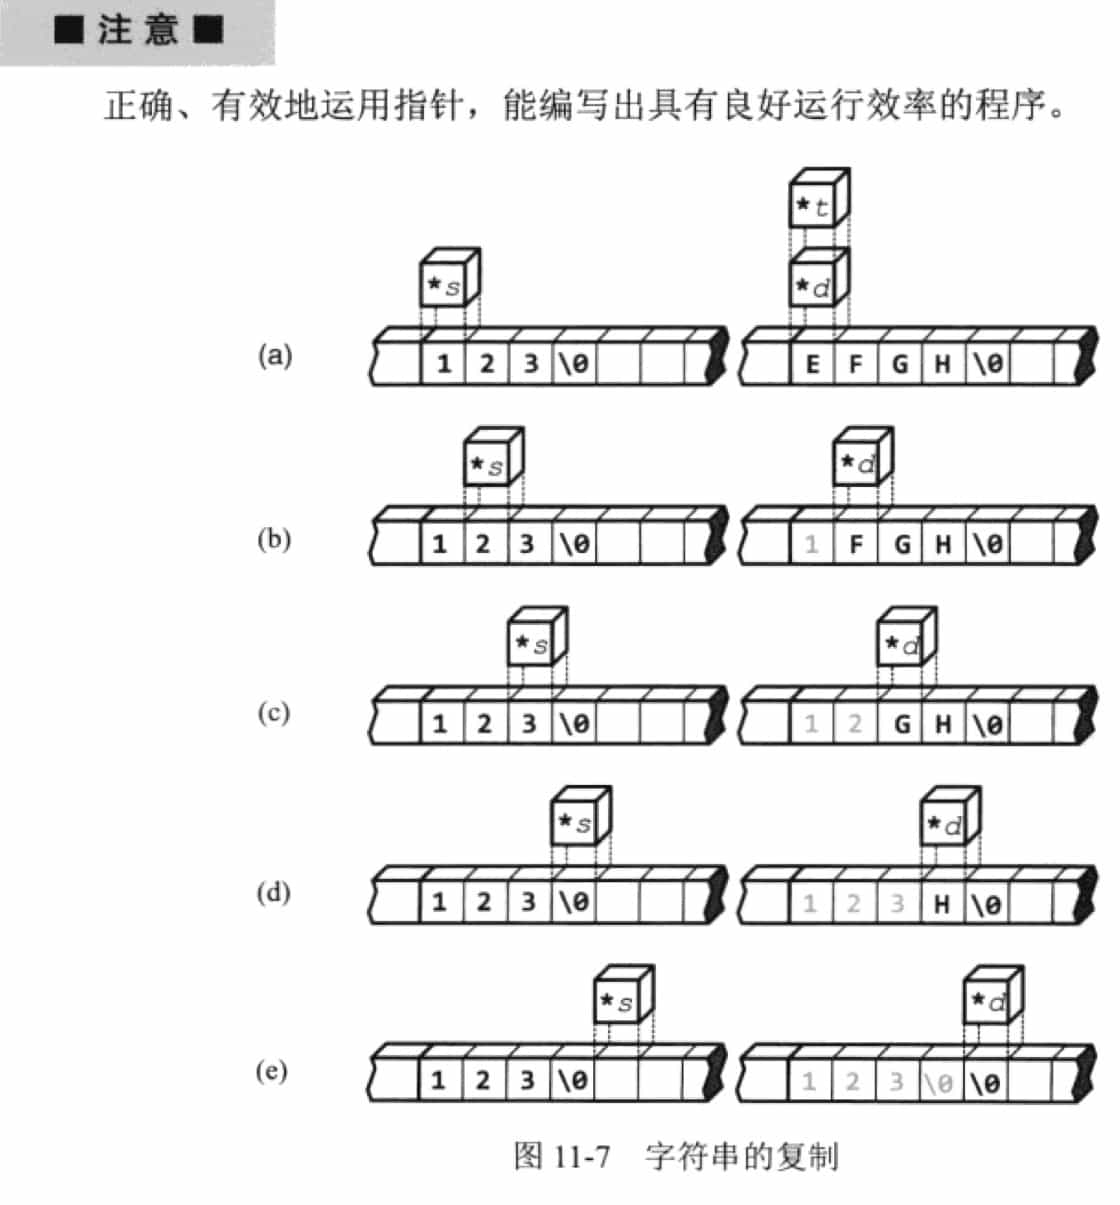 ■ 注 意 ■
正确、有效地运用指针，能编写出具有良好运行效率的程序。
*t
*s *d
(a) 1 2 3 \0 E F G H \0
*s *d
(b) 1 2 3 \0 1 F G H \0
*s *d
(c) 1 2 3 \0 1 2 G H \0
*s *d
(d) 1 2 3 \0 1 2 3 H \0
*s *d
(e) 1 2 3 \0 1 2 3 \0 \0
图 11-7 字符串的复制